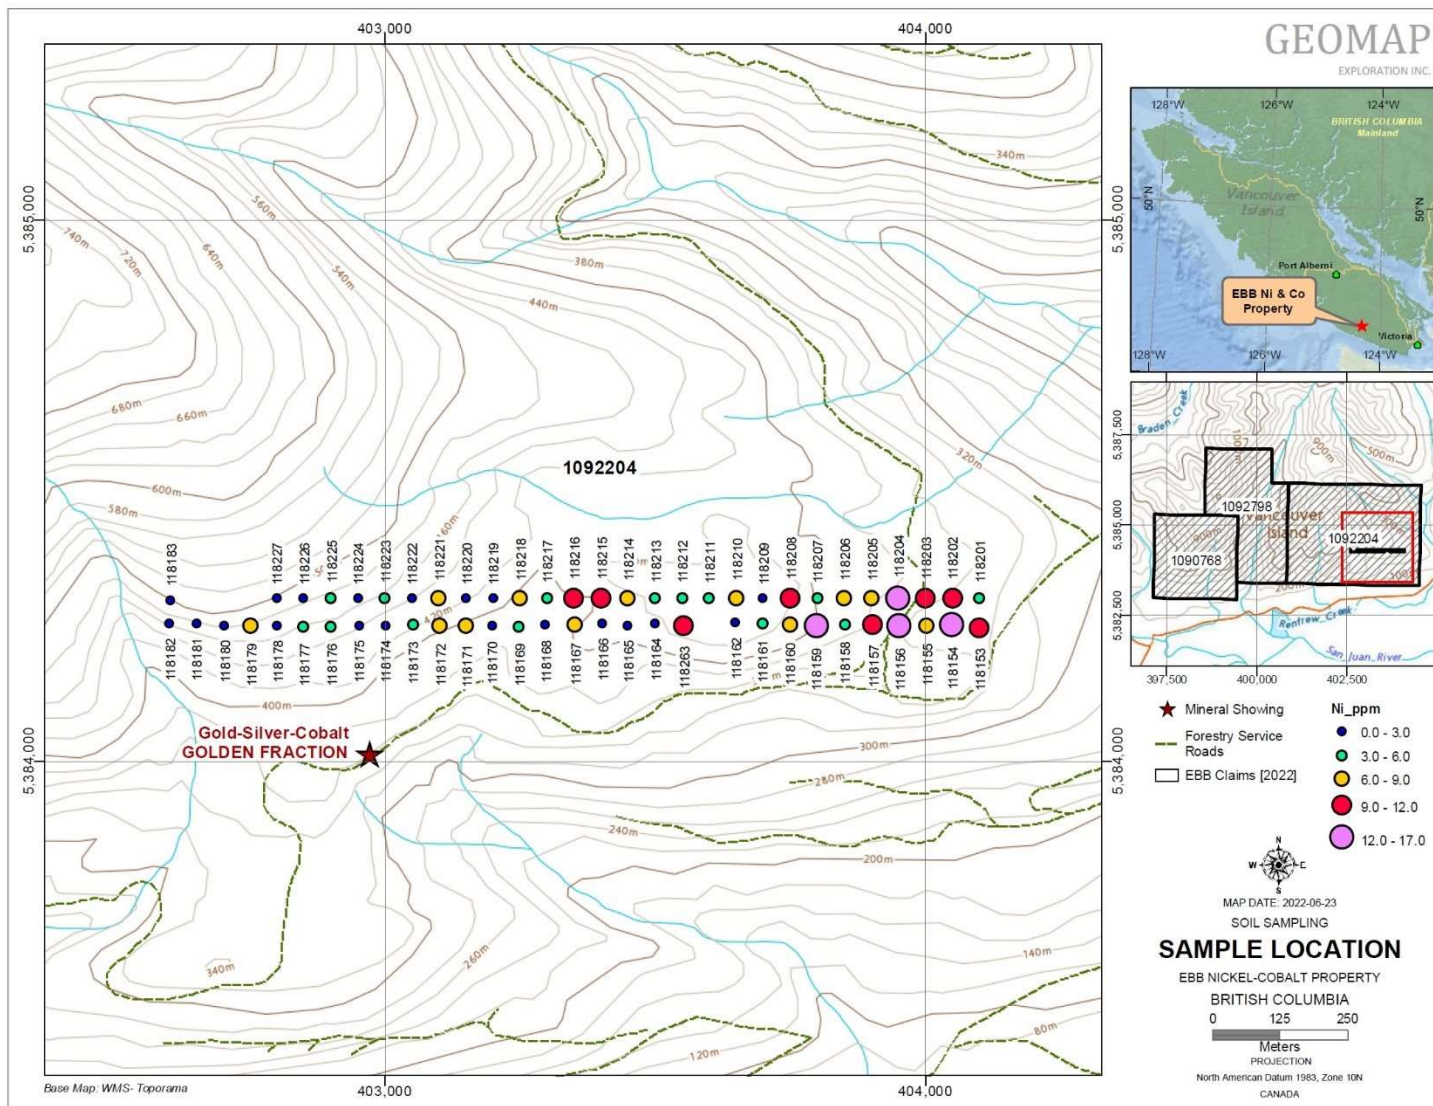 GEOMAP
EXPLORATION INC.
403,000
404,000
5,385,000
5,385,000
5,384,000
5,384,000
403,000
404,000
340m
560m
740m
720m
640m
540m
380m
440m
320m
680m
660m
600m
580m
1092204
420m
400m
300m
280m
240m
200m
260m
340m
140m
120m
80m
118183
118227
118226
118225
118224
118223
118222
118221
118220
118219
118218
118217
118216
118215
118214
118213
118212
118211
118210
118209
118208
118207
118206
118205
118204
118203
118202
118201
118182
118181
118180
118179
118178
118177
118176
118175
118174
118173
118172
118171
118170
118169
118168
118167
118166
118165
118164
118263
118162
118161
118160
118159
118158
118157
118156
118155
118154
118153
Gold-Silver-Cobalt
GOLDEN FRACTION
Base Map: WMS- Toporama
128°W
126°W
124°W
BRITISH COLUMBIA
Mainland
Vancouver
Island
50°N
50°N
Port Alberni
EBB Ni & Co
Property
Victoria
128°W
126°W
124°W
5,387,500
5,385,000
5,382,500
Braden_Creek
900m
500m
1092798
Vancouver
Island
1092204
1090768
900m
200m
Renfrew_Creek
San_Juan_River
397,500
400,000
402,500
Mineral Showing
Forestry Service
Roads
EBB Claims [2022]
Ni_ppm
0.0 - 3.0
3.0 - 6.0
6.0 - 9.0
9.0 - 12.0
12.0 - 17.0
N
W
E
S
MAP DATE: 2022-06-23
SOIL SAMPLING
SAMPLE LOCATION
EBB NICKEL-COBALT PROPERTY
BRITISH COLUMBIA
0 125 250
Meters
PROJECTION
North American Datum 1983, Zone 10N
CANADA